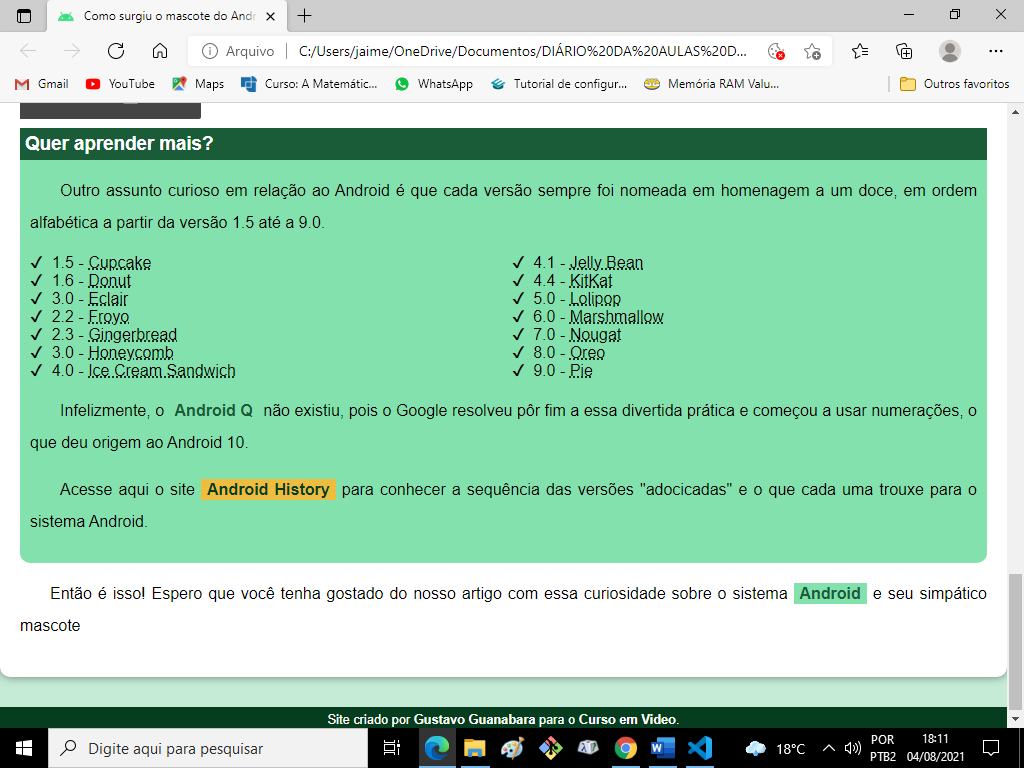 Como surgiu o mascote do Andr
Arquivo
C:/Users/jaime/OneDrive/Documentos/DIÁRIO%20DA%20AULAS%20D...
Gmail
YouTube
Maps
Curso: A Matemátic...
WhatsApp
Tutorial de configur...
Memória RAM Valu...
Outros favoritos
Quer aprender mais?
Outro assunto curioso em relação ao Android é que cada versão sempre foi nomeada em homenagem a um doce, em ordem
alfabética a partir da versão 1.5 até a 9.0.
✓ 1.5 - Cupcake
✓ 1.6 - Donut
✓ 3.0 - Eclair
✓ 2.2 - Froyo
✓ 2.3 - Gingerbread
✓ 3.0 - Honeycomb
✓ 4.0 - Ice Cream Sandwich
✓ 4.1 - Jelly Bean
✓ 4.4 - KitKat
✓ 5.0 - Lolipop
✓ 6.0 - Marshmallow
✓ 7.0 - Nougat
✓ 8.0 - Oreo
✓ 9.0 - Pie
Infelizmente, o Android Q não existiu, pois o Google resolveu pôr fim a essa divertida prática e começou a usar numerações, o
que deu origem ao Android 10.
Acesse aqui o site Android History para conhecer a sequência das versões "adocicadas" e o que cada uma trouxe para o
sistema Android.
Então é isso! Espero que você tenha gostado do nosso artigo com essa curiosidade sobre o sistema Android e seu simpático
mascote
Site criado por Gustavo Guanabara para o Curso em Video.
Digite aqui para pesquisar
18°C
POR
PTB2
18:11
04/08/2021